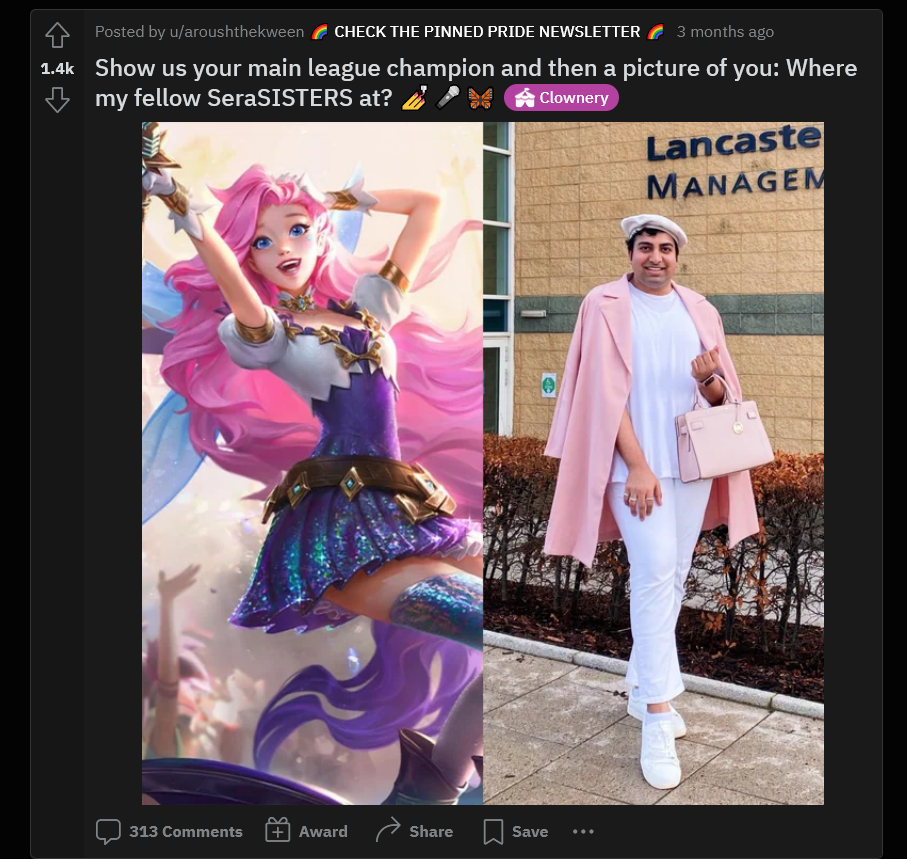 Posted by u/aroushthekween 🌈 CHECK THE PINNED PRIDE NEWSLETTER 🌈 3 months ago
1.4k
Show us your main league champion and then a picture of you: Where
my fellow SeraSISTERS at? 💅 🎤 🦋 Clownery
Lancaste
MANAGEM
313 Comments Award Share Save ···